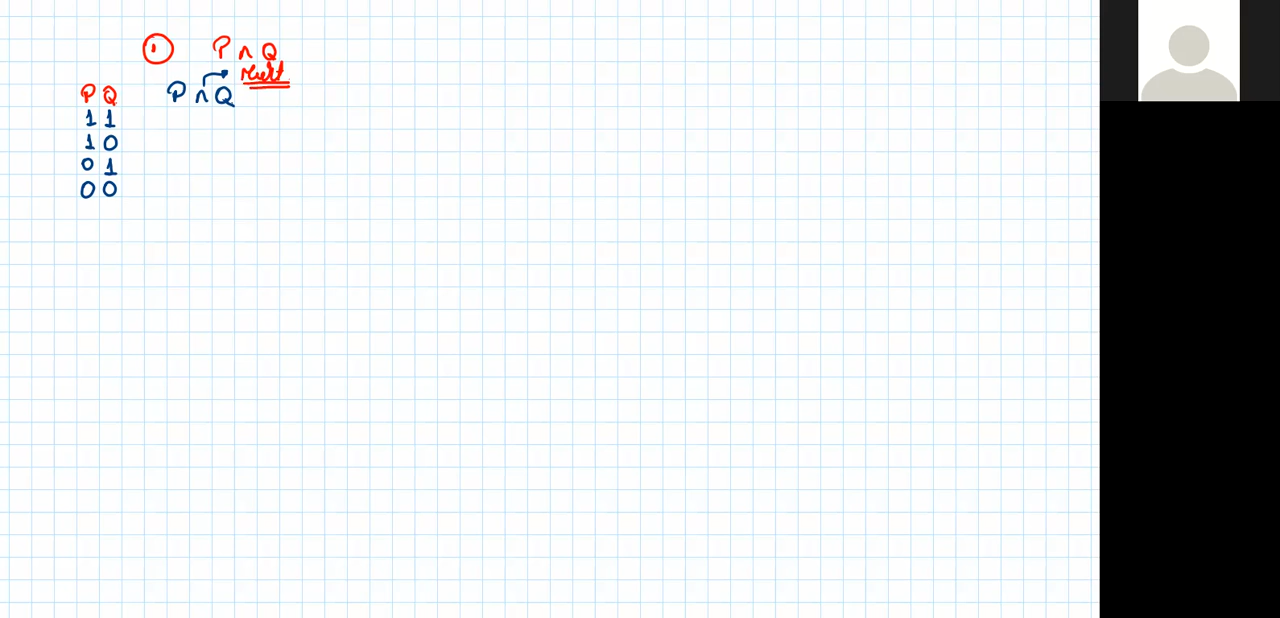 ① P ∧ Q
Mult
P Q P ∧ Q
1 1
1 0
0 1
0 0